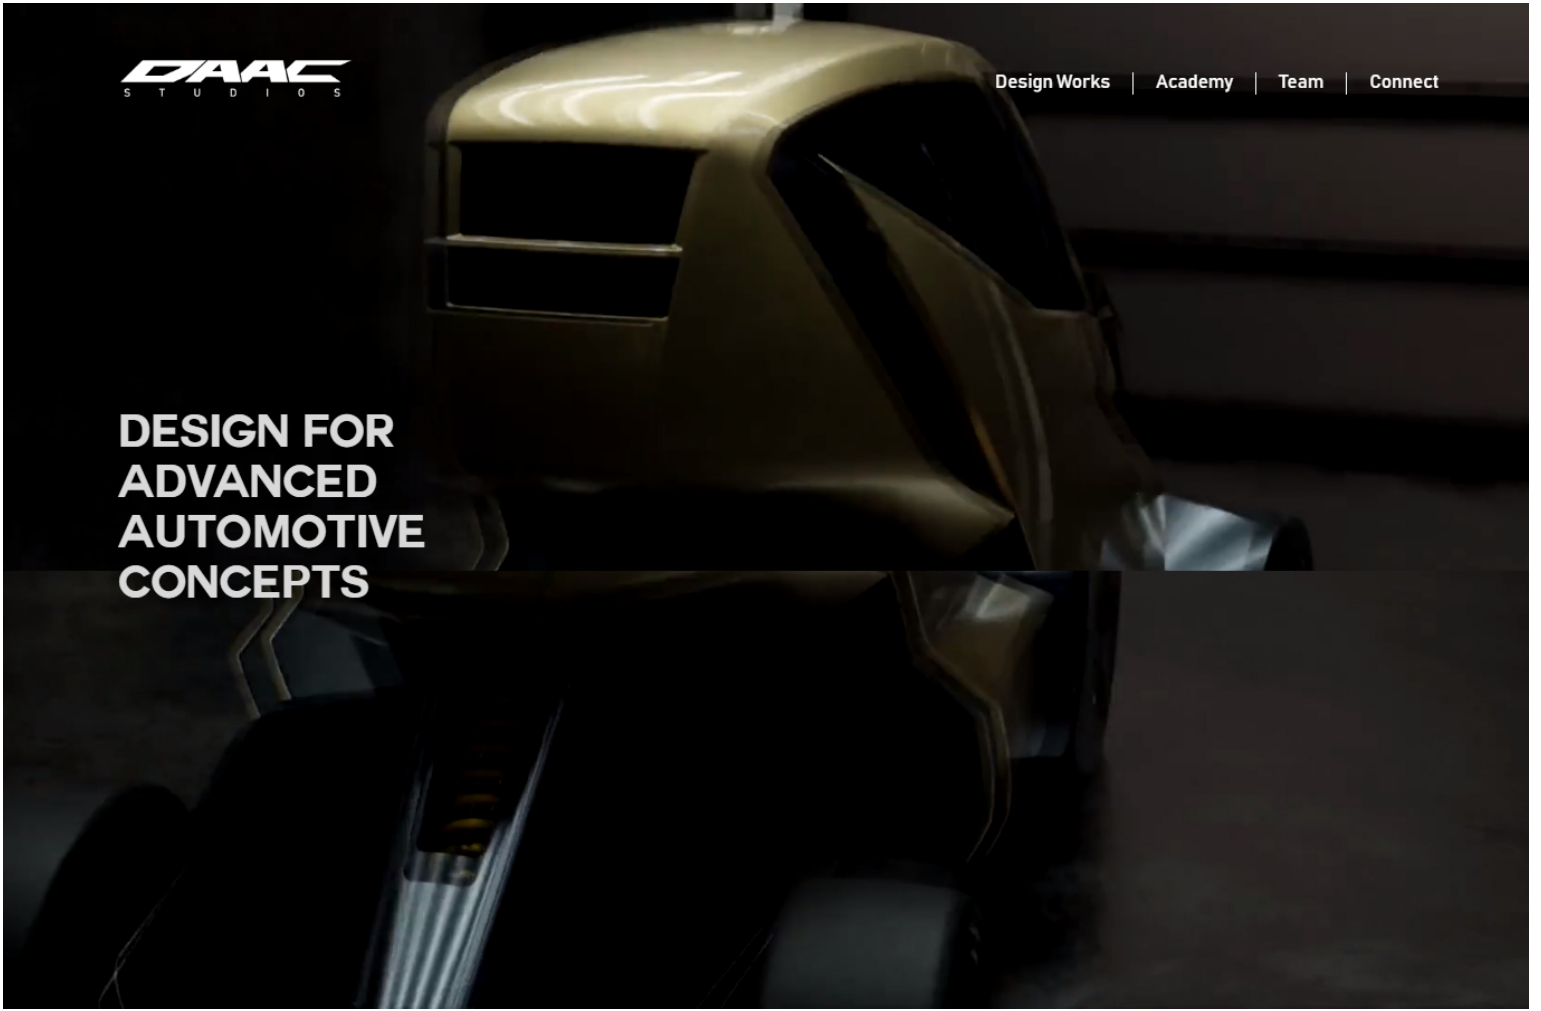 DAAC
STUDIOS
Design Works | Academy | Team | Connect
DESIGN FOR
ADVANCED
AUTOMOTIVE
CONCEPTS